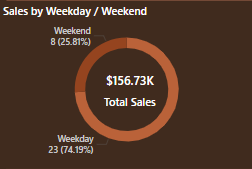 Sales by Weekday / Weekend
Weekend
8 (25.81%)
$156.73K
Total Sales
Weekday
23 (74.19%)